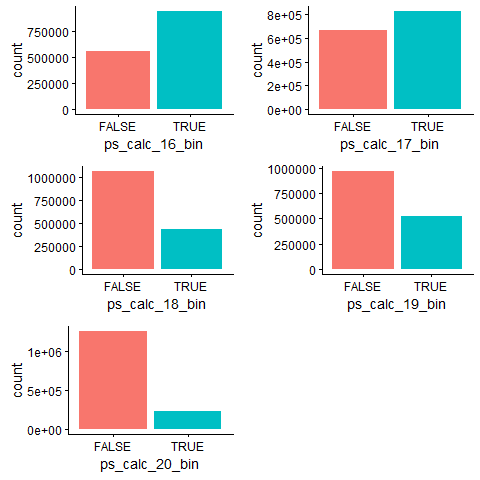 count
750000
500000
250000
0
FALSE TRUE
ps_calc_16_bin
count
8e+05
6e+05
4e+05
2e+05
0e+00
FALSE TRUE
ps_calc_17_bin
count
1000000
750000
500000
250000
0
FALSE TRUE
ps_calc_18_bin
count
1000000
750000
500000
250000
0
FALSE TRUE
ps_calc_19_bin
count
1e+06
5e+05
0e+00
FALSE TRUE
ps_calc_20_bin